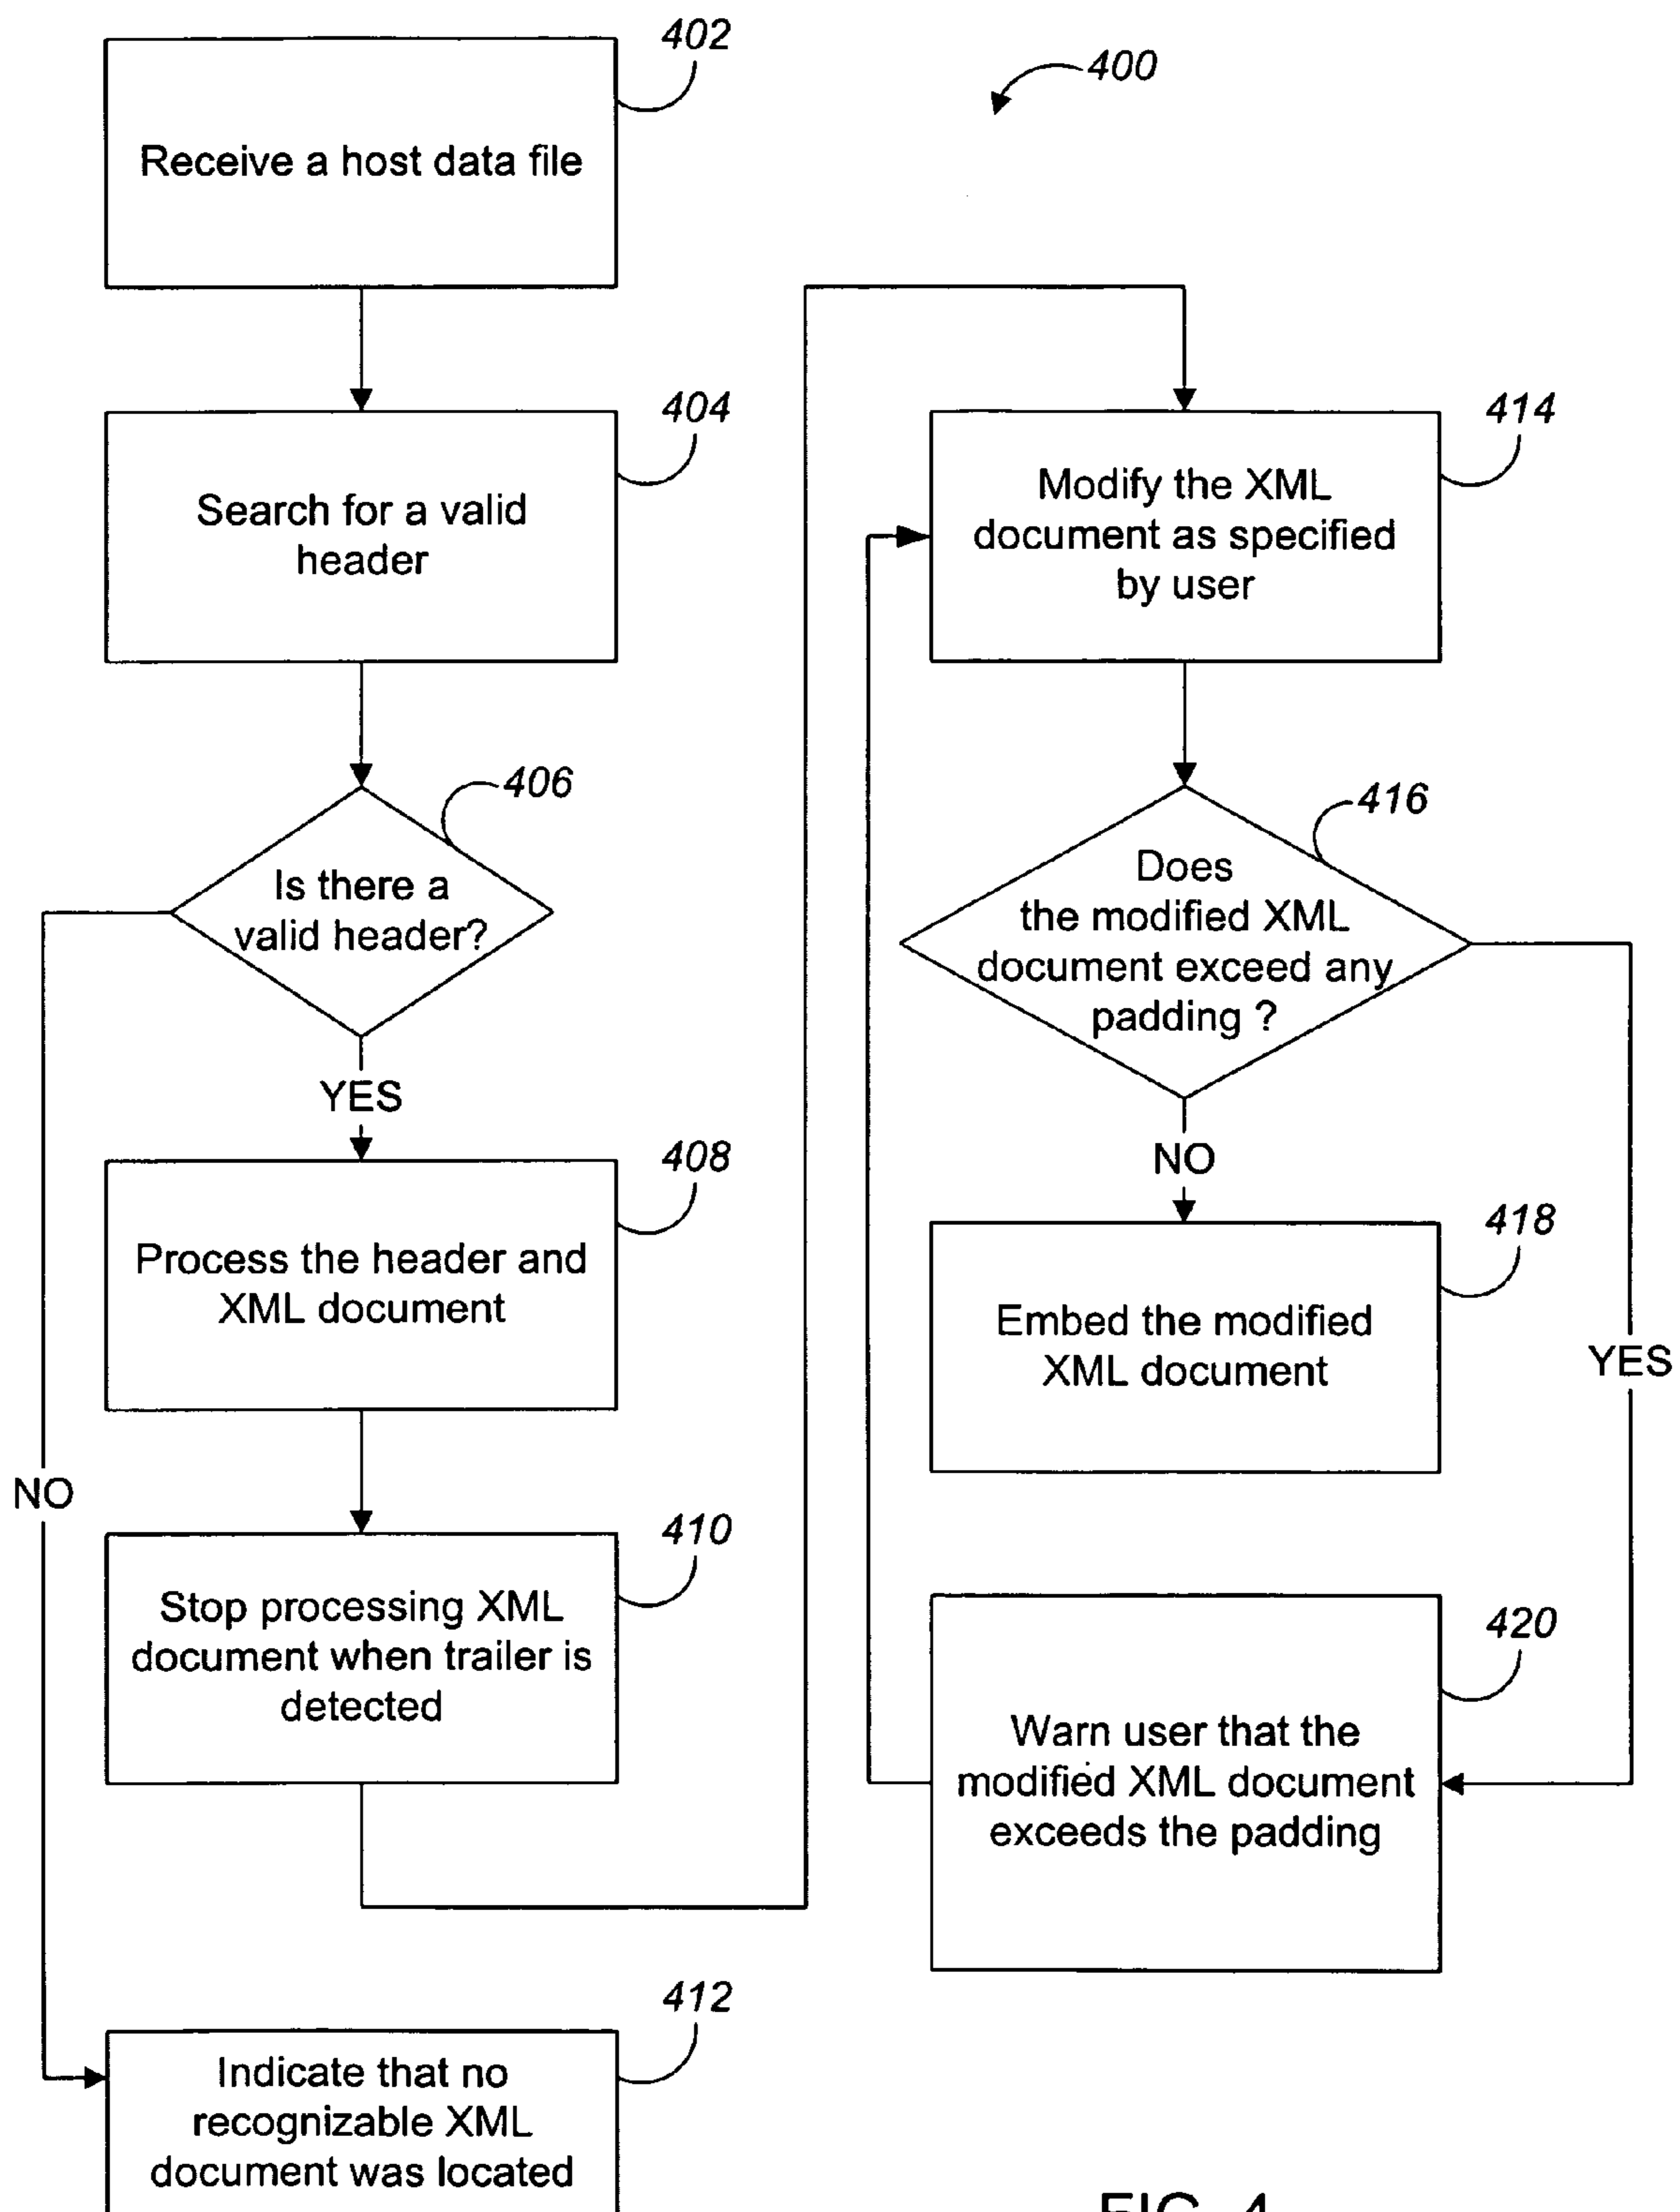 402
Receive a host data file
400
404
Search for a valid
header
406
Is there a
valid header?
YES
NO
408
Process the header and
XML document
410
Stop processing XML
document when trailer is
detected
412
Indicate that no
recognizable XML
document was located
414
Modify the XML
document as specified
by user
416
Does
the modified XML
document exceed any
padding ?
NO
YES
418
Embed the modified
XML document
420
Warn user that the
modified XML document
exceeds the padding
FIG. 4